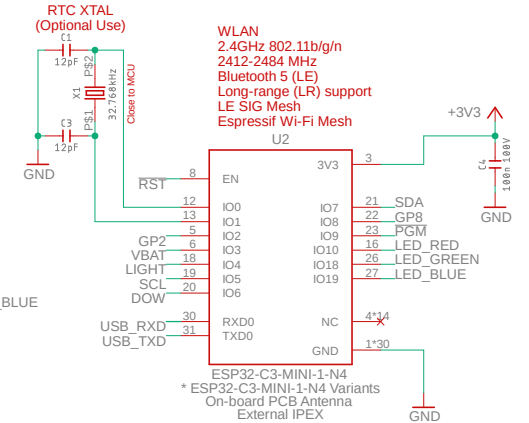 RTC XTAL
(Optional Use)
C1
12pF
P$2
X1
32.768kHz
Close to MCU
P$1
C3
12pF
GND
WLAN
2.4GHz 802.11b/g/n
2412-2484 MHz
Bluetooth 5 (LE)
Long-range (LR) support
LE SIG Mesh
Espressif Wi-Fi Mesh
U2
+3V3
C4
100n 100V
GND
3V3 3
RST 8 EN
12 IO0
13 IO1
GP2 5 IO2
VBAT 6 IO3
LIGHT 18 IO4
SCL 19 IO5
DOW 20 IO6
USB_RXD 30 RXD0
USB_TXD 31 TXD0
IO7 21 SDA
IO8 22 GP8
IO9 23 PGM
IO10 16 LED_RED
IO18 26 LED_GREEN
IO19 27 LED_BLUE
NC 4*14
GND 1*30
_BLUE
ESP32-C3-MINI-1-N4
* ESP32-C3-MINI-1-N4 Variants
On-board PCB Antenna
External IPEX
GND